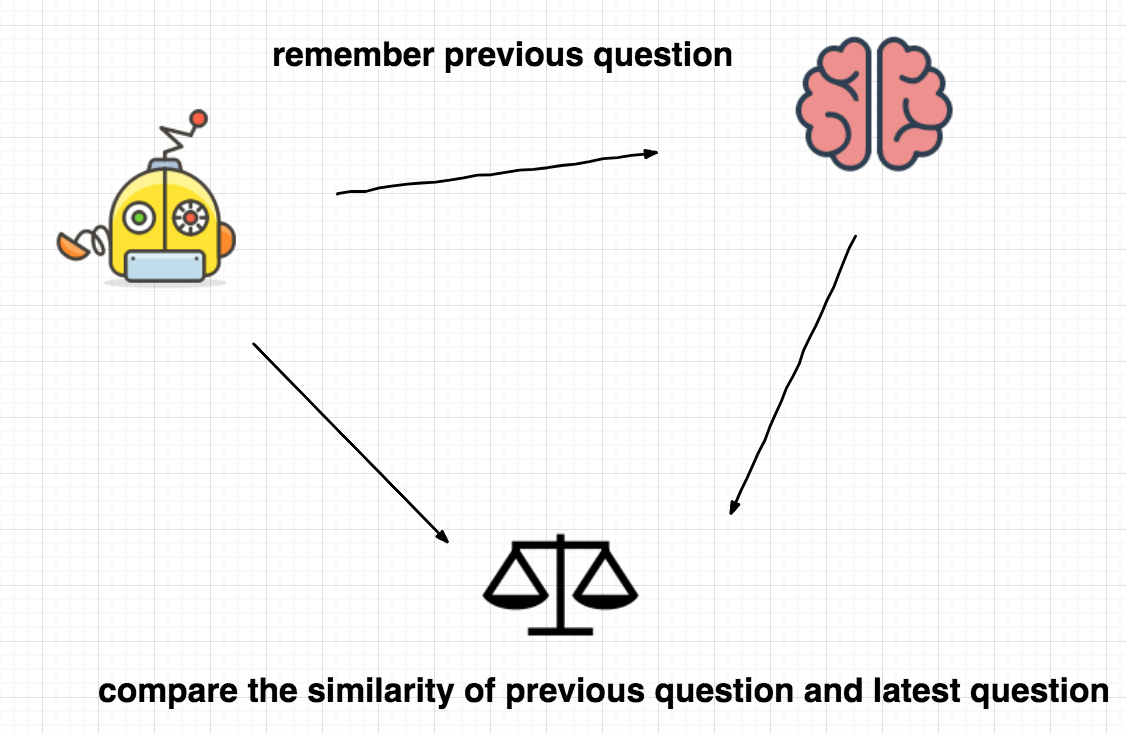 remember previous question
compare the similarity of previous question and latest question